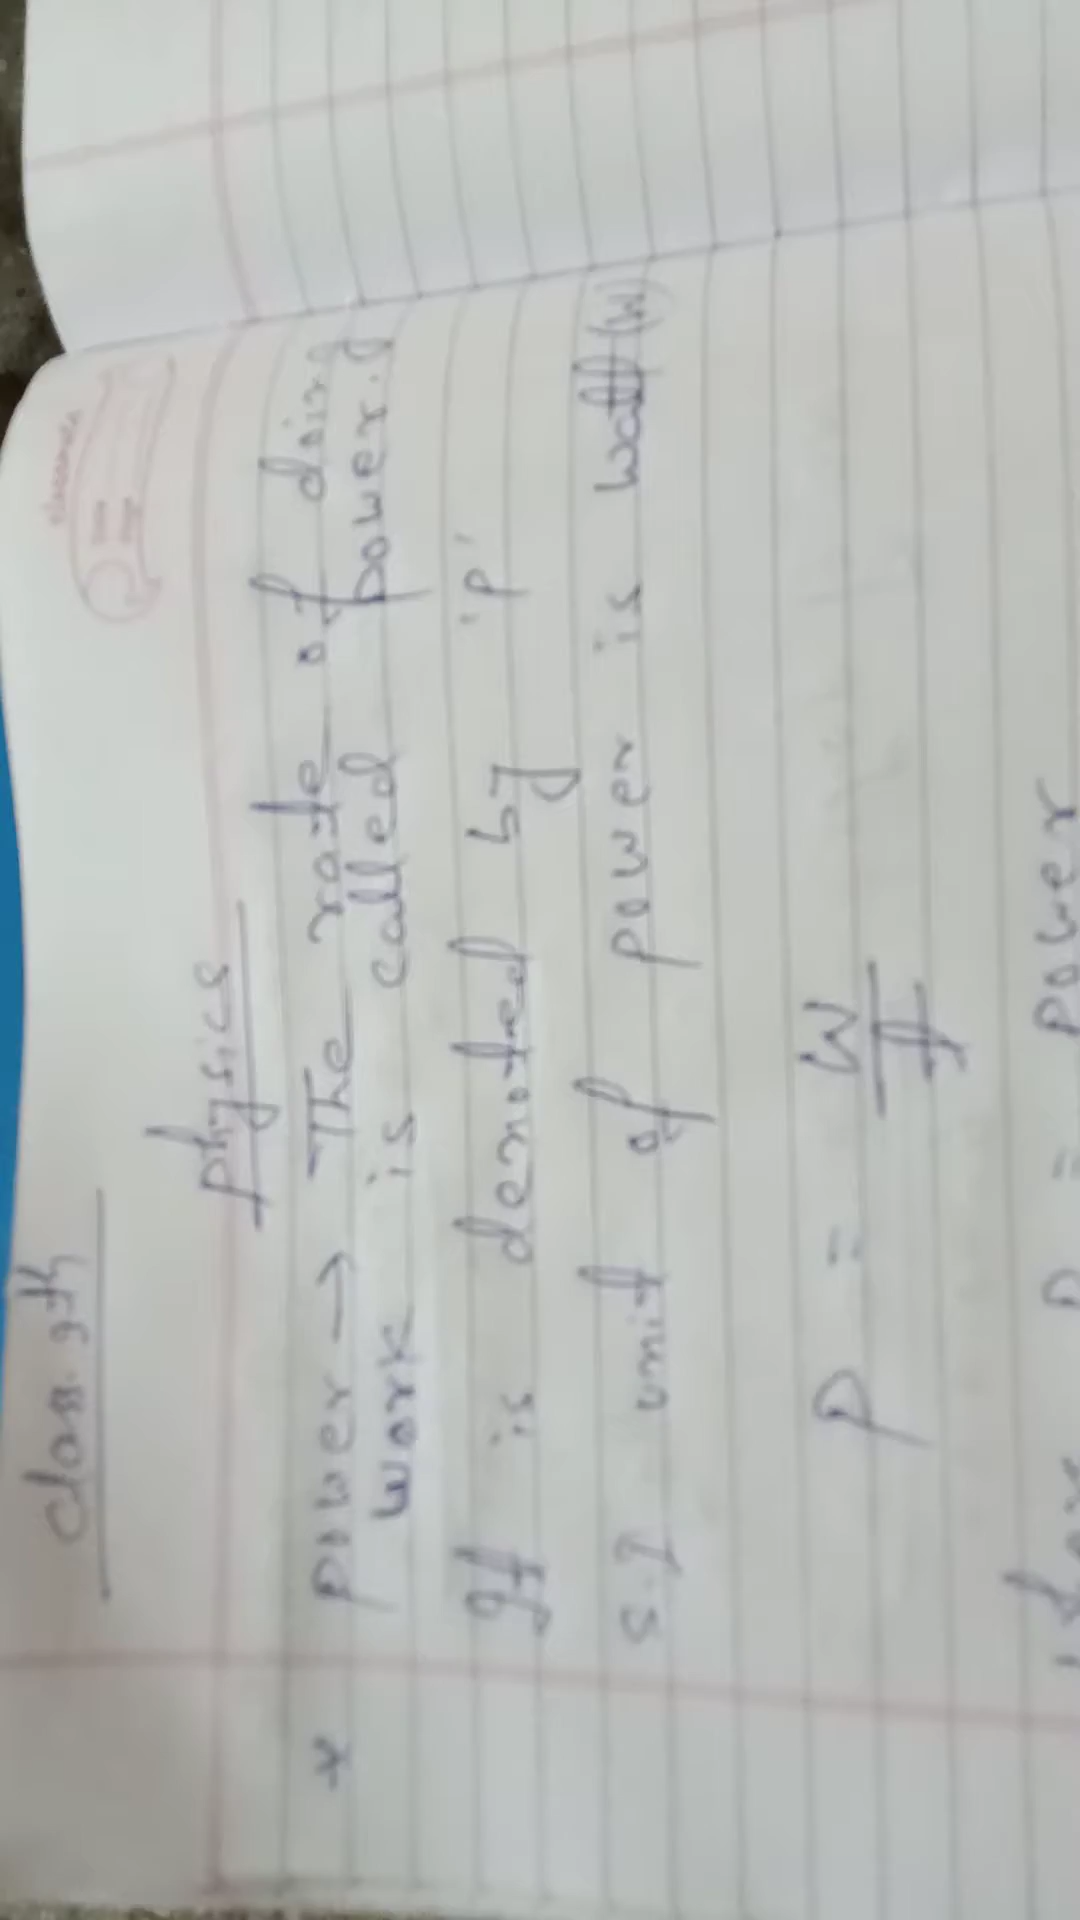 class 9th
physics
* power → The rate of doing
work is called power.
It is denoted by 'P'
S.I unit of power is watt(W)
P = W/t
P = power